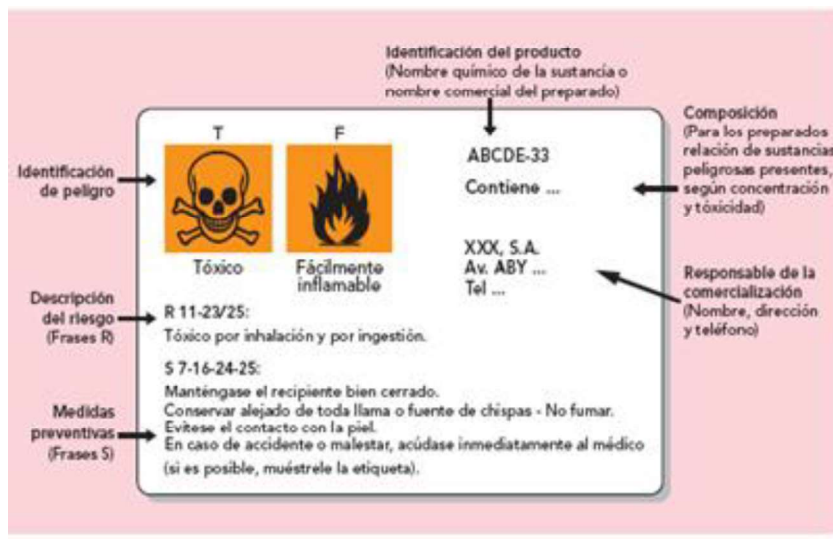 Identificación del producto
(Nombre químico de la sustancia o
nombre comercial del preparado)
Composición
(Para los preparados
relación de sustancias
peligrosas presentes,
según concentración
y tóxicidad)
Identificación
de peligro
T
F
Tóxico
Fácilmente
inflamable
ABCDE-33
Contiene ...
XXX, S.A.
Av. ABY ...
Tel ...
Responsable de la
comercialización
(Nombre, dirección
y teléfono)
Descripción
del riesgo
(Frases R)
R 11-23/25:
Tóxico por inhalación y por ingestión.
S 7-16-24-25:
Manténgase el recipiente bien cerrado.
Conservar alejado de toda llama o fuente de chispas - No fumar.
Evítese el contacto con la piel.
En caso de accidente o malestar, acúdase inmediatamente al médico
(si es posible, muéstrele la etiqueta).
Medidas
preventivas
(Frases S)